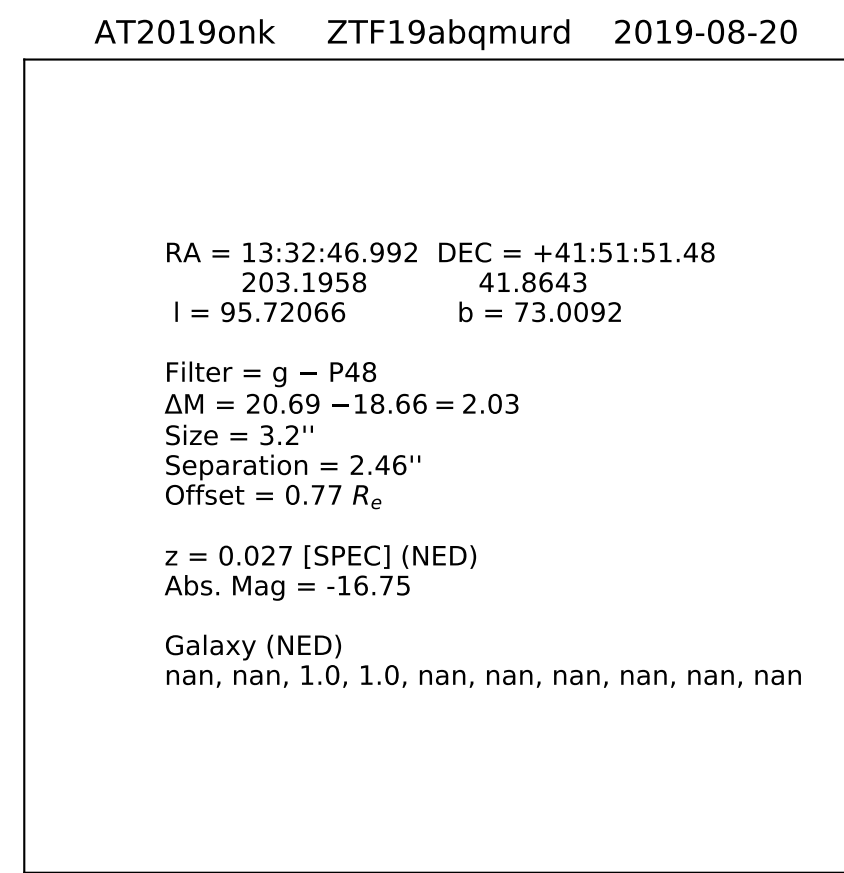 AT2019onk ZTF19abqmurd 2019-08-20
RA = 13:32:46.992 DEC = +41:51:51.48
203.1958 41.8643
l = 95.72066 b = 73.0092
Filter = g − P48
ΔM = 20.69 −18.66 = 2.03
Size = 3.2''
Separation = 2.46''
Offset = 0.77 Rₑ
z = 0.027 [SPEC] (NED)
Abs. Mag = -16.75
Galaxy (NED)
nan, nan, 1.0, 1.0, nan, nan, nan, nan, nan, nan